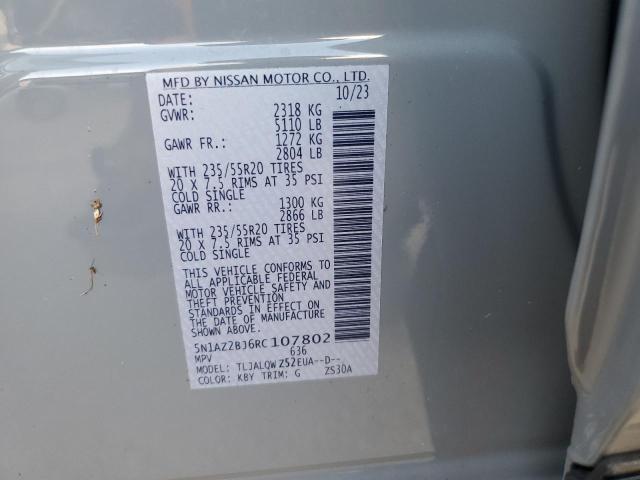 MFD BY NISSAN MOTOR CO., LTD.
DATE: 10/23
GVWR: 2318 KG
5110 LB
GAWR FR.: 1272 KG
2804 LB
WITH 235/55R20 TIRES
20 X 7.5 RIMS AT 35 PSI
COLD SINGLE
GAWR RR.: 1300 KG
2866 LB
WITH 235/55R20 TIRES
20 X 7.5 RIMS AT 35 PSI
COLD SINGLE
THIS VEHICLE CONFORMS TO
ALL APPLICABLE FEDERAL
MOTOR VEHICLE SAFETY AND
THEFT PREVENTION
STANDARDS IN EFFECT ON
THE DATE OF MANUFACTURE
SHOWN ABOVE.
5N1AZ2BJ6RC107802
MPV 636
MODEL: TLJALQWZ52EUA--D--
COLOR: KBY TRIM: G ZS30A